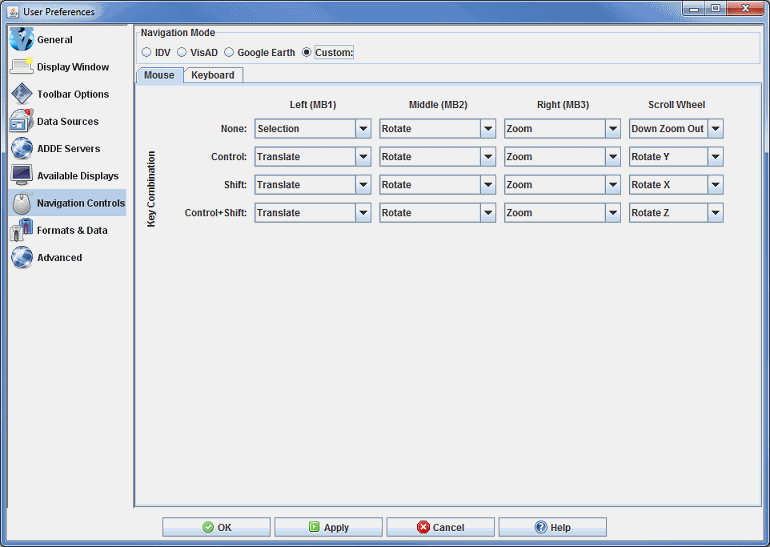 User Preferences
General
Display Window
Toolbar Options
Data Sources
ADDE Servers
Available Displays
Navigation Controls
Formats & Data
Advanced
Navigation Mode
IDV VisAD Google Earth Custom:
Mouse Keyboard
Left (MB1) Middle (MB2) Right (MB3) Scroll Wheel
Key Combination
None: Selection Rotate Zoom Down Zoom Out
Control: Translate Rotate Zoom Rotate Y
Shift: Translate Rotate Zoom Rotate X
Control+Shift: Translate Rotate Zoom Rotate Z
OK Apply Cancel Help